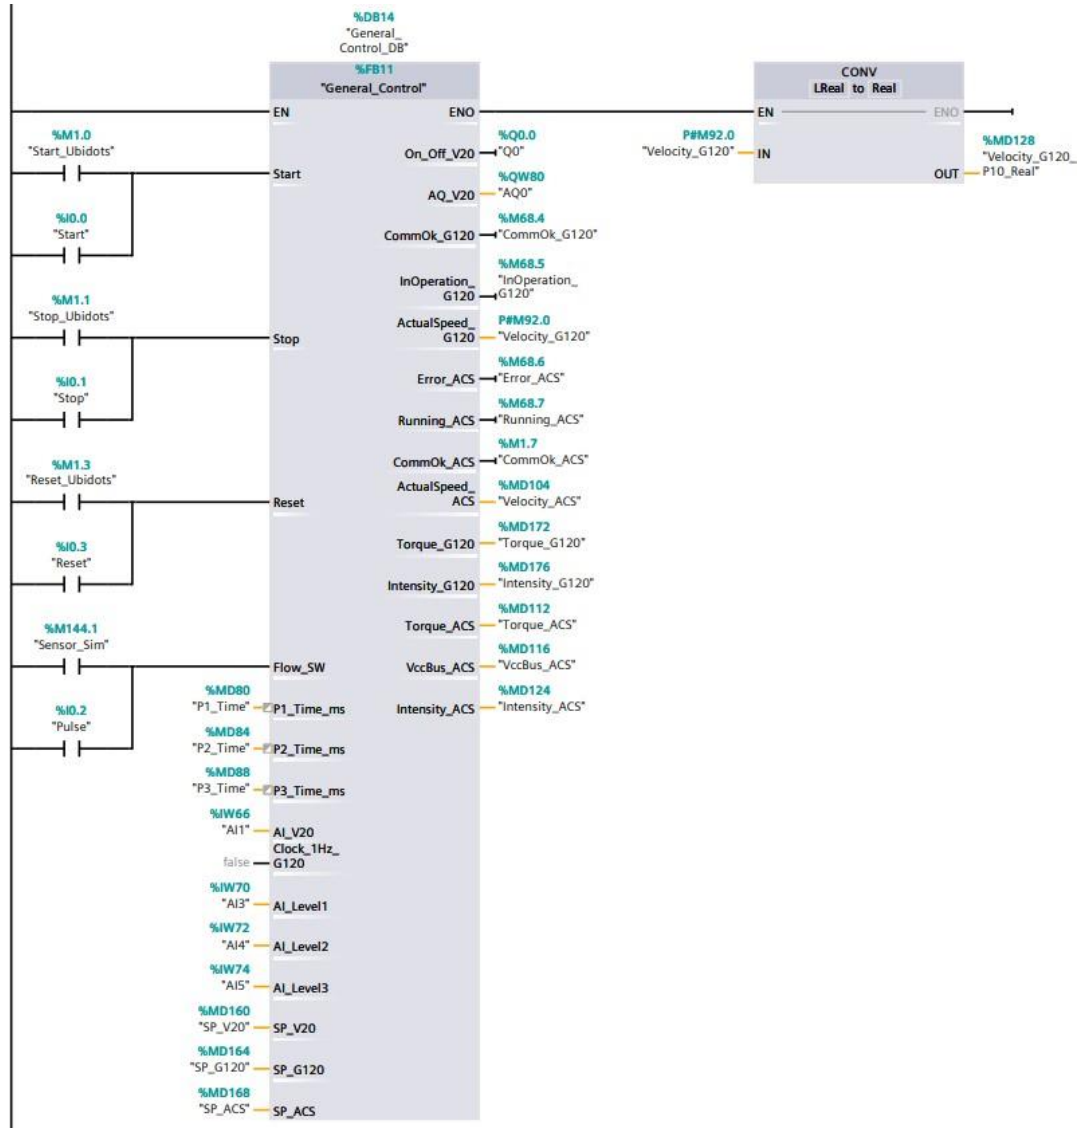 %DB14
"General_
Control_DB"
%FB11
"General_Control"
EN
ENO
%M1.0
"Start_Ubidots"
Start
%I0.0
"Start"
%M1.1
"Stop_Ubidots"
Stop
%I0.1
"Stop"
%M1.3
"Reset_Ubidots"
Reset
%I0.3
"Reset"
%M144.1
"Sensor_Sim"
Flow_SW
%I0.2
"Pulse"
%MD80
"P1_Time"
P1_Time_ms
%MD84
"P2_Time"
P2_Time_ms
%MD88
"P3_Time"
P3_Time_ms
%IW66
"AI1"
AI_V20
Clock_1Hz_
false
G120
%IW70
"AI3"
AI_Level1
%IW72
"AI4"
AI_Level2
%IW74
"AI5"
AI_Level3
%MD160
"SP_V20"
SP_V20
%MD164
"SP_G120"
SP_G120
%MD168
"SP_ACS"
SP_ACS
On_Off_V20
%Q0.0
"Q0"
AQ_V20
%QW80
"AQ0"
CommOk_G120
%M68.4
"CommOk_G120"
InOperation_
G120
%M68.5
"InOperation_
G120"
ActualSpeed_
G120
P#M92.0
"Velocity_G120"
Error_ACS
%M68.6
"Error_ACS"
Running_ACS
%M68.7
"Running_ACS"
CommOk_ACS
%M1.7
"CommOk_ACS"
ActualSpeed_
ACS
%MD104
"Velocity_ACS"
Torque_G120
%MD172
"Torque_G120"
Intensity_G120
%MD176
"Intensity_G120"
Torque_ACS
%MD112
"Torque_ACS"
VccBus_ACS
%MD116
"VccBus_ACS"
Intensity_ACS
%MD124
"Intensity_ACS"
CONV
LReal to Real
EN
ENO
P#M92.0
"Velocity_G120"
IN
OUT
%MD128
"Velocity_G120_
P10_Real"